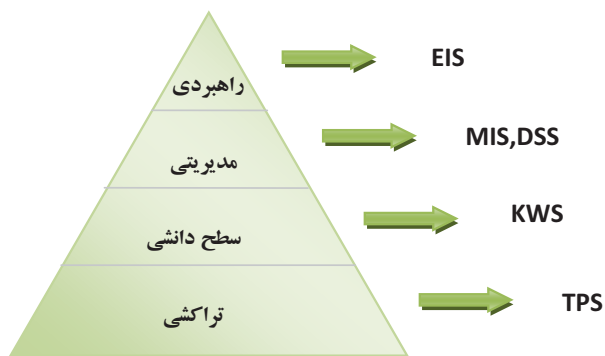 راهبردی
EIS
مدیریتی
MIS,DSS
سطح دانشی
KWS
تراکشی
TPS